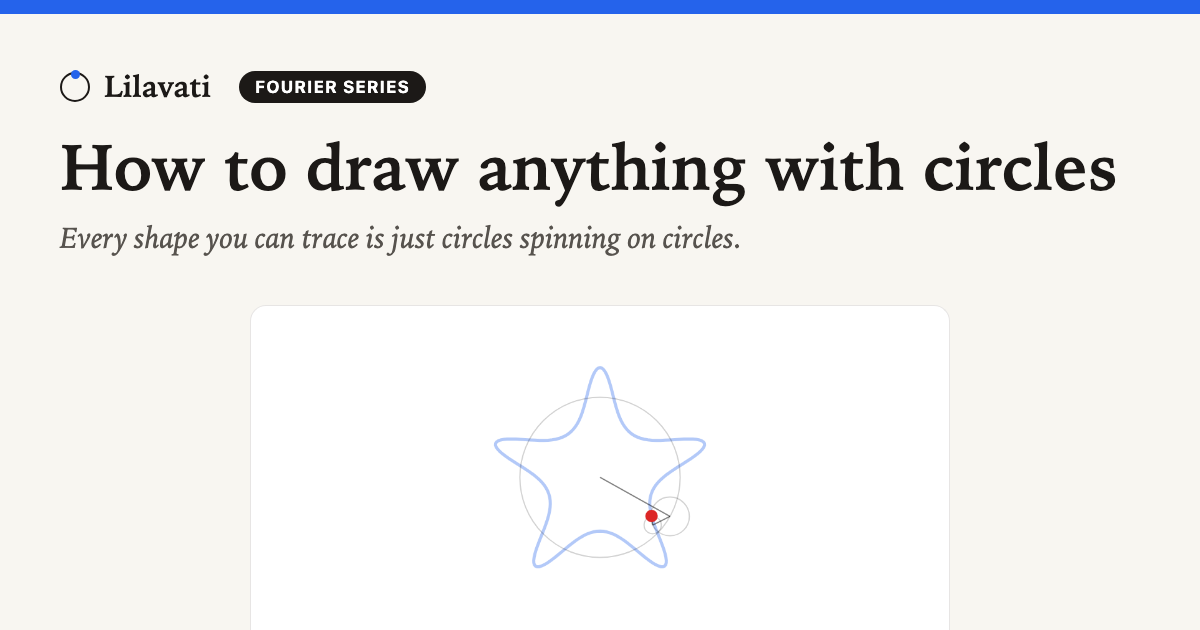 Lilavati
FOURIER SERIES
How to draw anything with circles
Every shape you can trace is just circles spinning on circles.